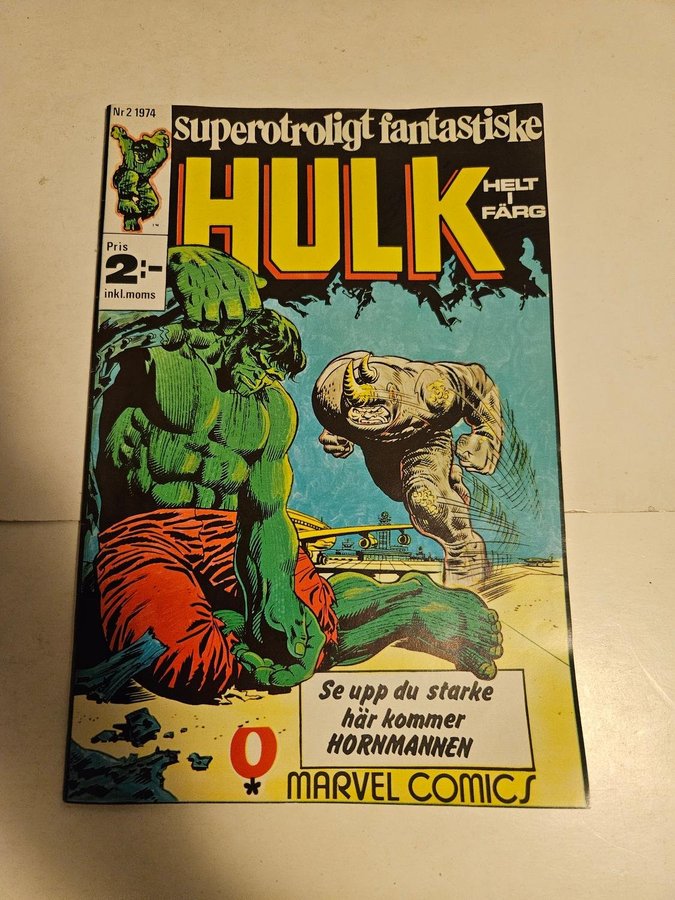 Nr 2 1974
superotroligt fantastiske
HULK
HELT
I
FÄRG
Pris
2:-
inkl.moms
Se upp du starke
här kommer
HORNMANNEN
MARVEL COMICS